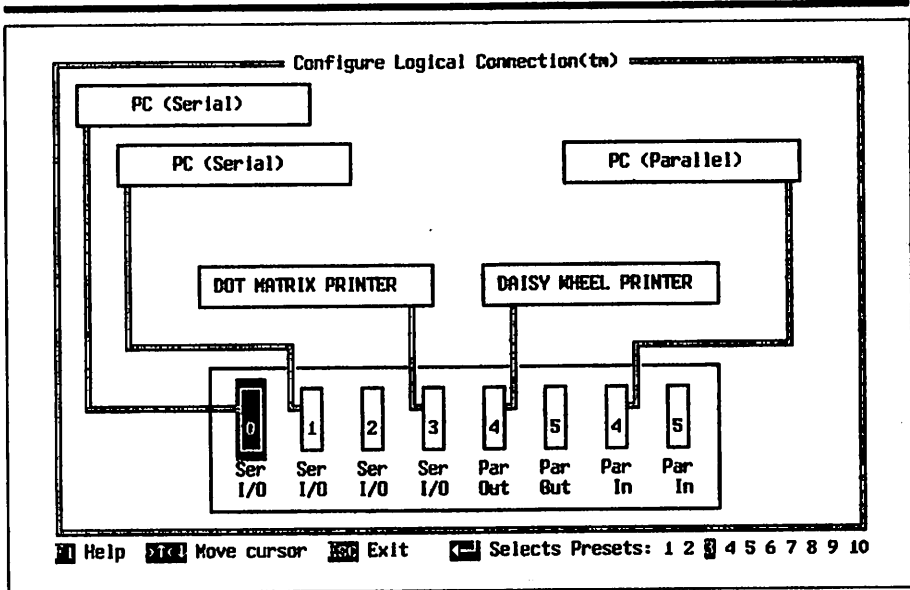 Configure Logical Connection(tm)
PC (Serial)
PC (Serial)
PC (Parallel)
DOT MATRIX PRINTER
DAISY WHEEL PRINTER
0 1 2 3 4 5 4 5
Ser Ser Ser Ser Par Par Par Par
I/O I/O I/O I/O Out Out In In
F1 Help Move cursor ESC Exit Selects Presets: 1 2 3 4 5 6 7 8 9 10